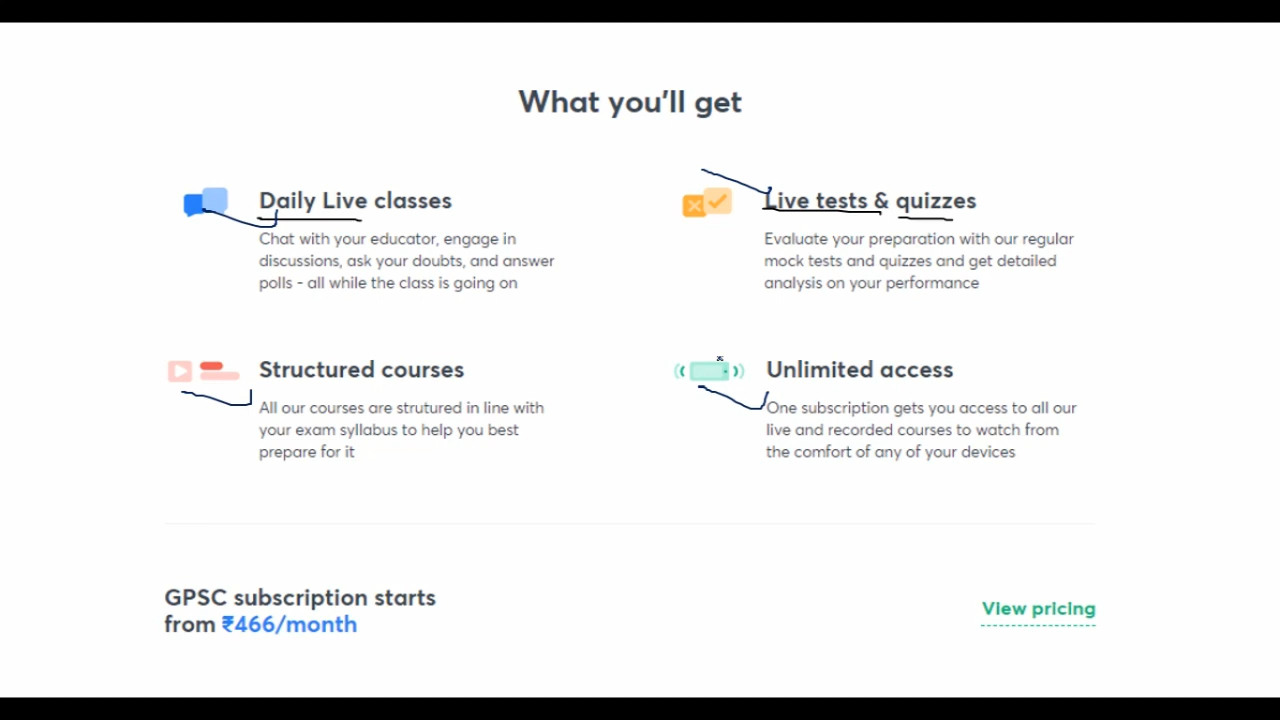 What you'll get
Daily Live classes
Chat with your educator, engage in
discussions, ask your doubts, and answer
polls - all while the class is going on
Live tests & quizzes
Evaluate your preparation with our regular
mock tests and quizzes and get detailed
analysis on your performance
Structured courses
All our courses are strutured in line with
your exam syllabus to help you best
prepare for it
Unlimited access
One subscription gets you access to all our
live and recorded courses to watch from
the comfort of any of your devices
GPSC subscription starts
from ₹466/month
View pricing